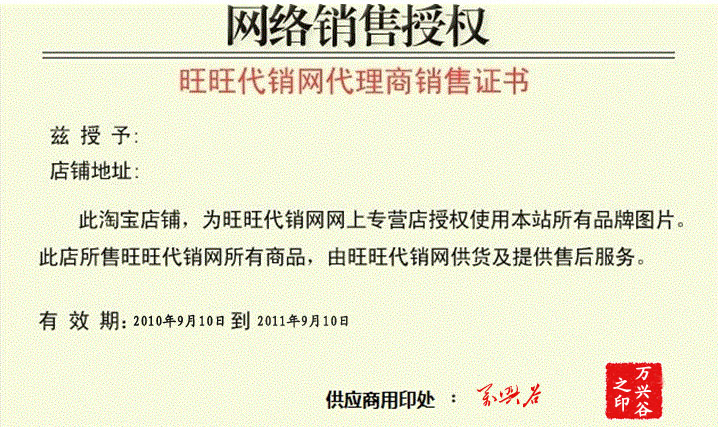 网络销售授权
旺旺代销网代理商销售证书
兹 授 予：
店铺地址：
此淘宝店铺，为旺旺代销网网上专营店授权使用本站所有品牌图片。
此店所售旺旺代销网所有商品，由旺旺代销网供货及提供售后服务。
有 效 期：2010年9月10日 到 2011年9月10日
供应商用印处 ： 万兴谷
万兴谷之印